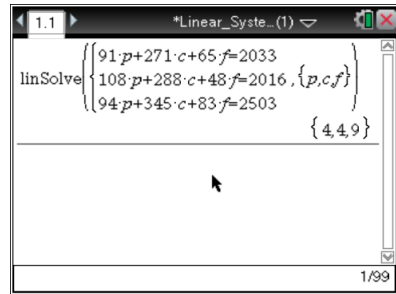 1.1 *Linear_Syste…(1)
91·p+271·c+65·f=2033
linSolve( 108·p+288·c+48·f=2016 ,{p,c,f})
94·p+345·c+83·f=2503
{4,4,9}
1/99